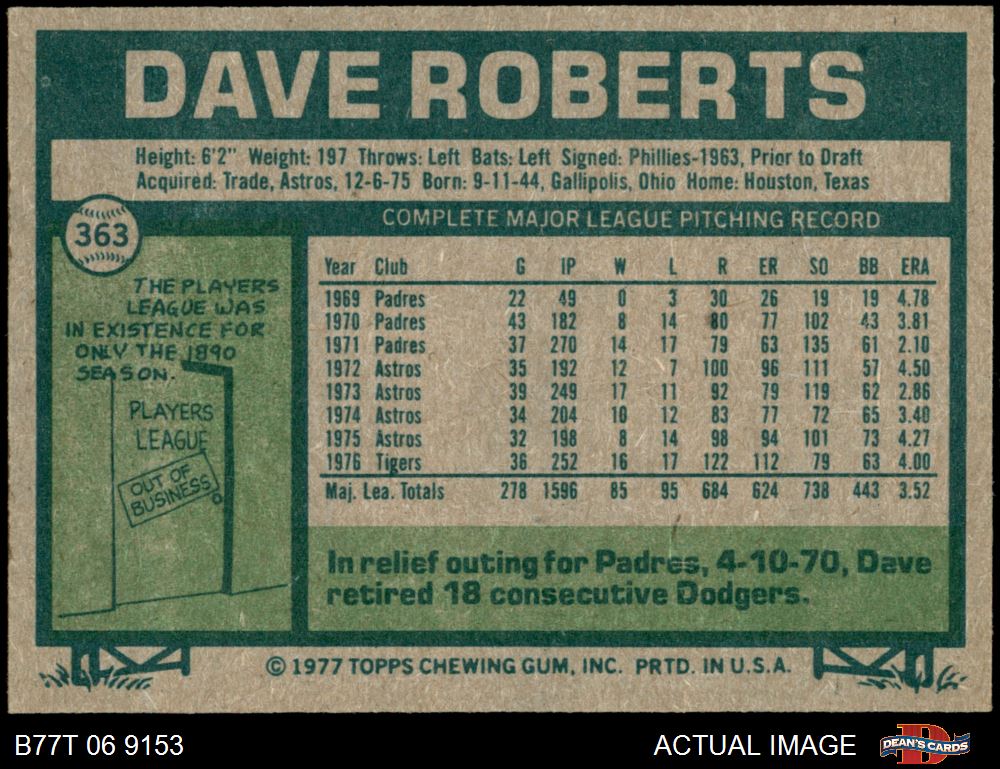 DAVE ROBERTS
Height: 6'2" Weight: 197 Throws: Left Bats: Left Signed: Phillies-1963, Prior to Draft
Acquired: Trade, Astros, 12-6-75 Born: 9-11-44, Gallipolis, Ohio Home: Houston, Texas
363
COMPLETE MAJOR LEAGUE PITCHING RECORD
THE PLAYERS
LEAGUE WAS
IN EXISTENCE FOR
ONLY THE 1890
SEASON.
PLAYERS
LEAGUE
OUT OF
BUSINESS
Year Club G IP W L R ER SO BB ERA
1969 Padres 22 49 0 3 30 26 19 19 4.78
1970 Padres 43 182 8 14 80 77 102 43 3.81
1971 Padres 37 270 14 17 79 63 135 61 2.10
1972 Astros 35 192 12 7 100 96 111 57 4.50
1973 Astros 39 249 17 11 92 79 119 62 2.86
1974 Astros 34 204 10 12 83 77 72 65 3.40
1975 Astros 32 198 8 14 98 94 101 73 4.27
1976 Tigers 36 252 16 17 122 112 79 63 4.00
Maj. Lea. Totals 278 1596 85 95 684 624 738 443 3.52
In relief outing for Padres, 4-10-70, Dave
retired 18 consecutive Dodgers.
© 1977 TOPPS CHEWING GUM, INC. PRTD. IN U.S.A.
B77T 06 9153
ACTUAL IMAGE
DEAN'S CARDS